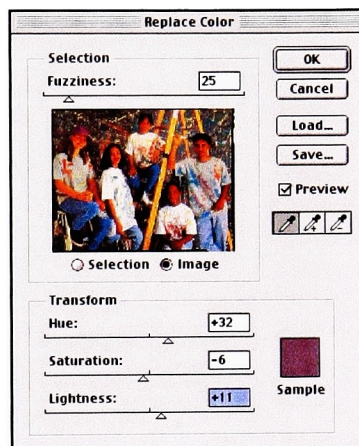 Replace Color
Selection
Fuzziness: 25
OK
Cancel
Load...
Save...
Preview
Selection Image
Transform
Hue: +32
Saturation: -6
Lightness: +11
Sample